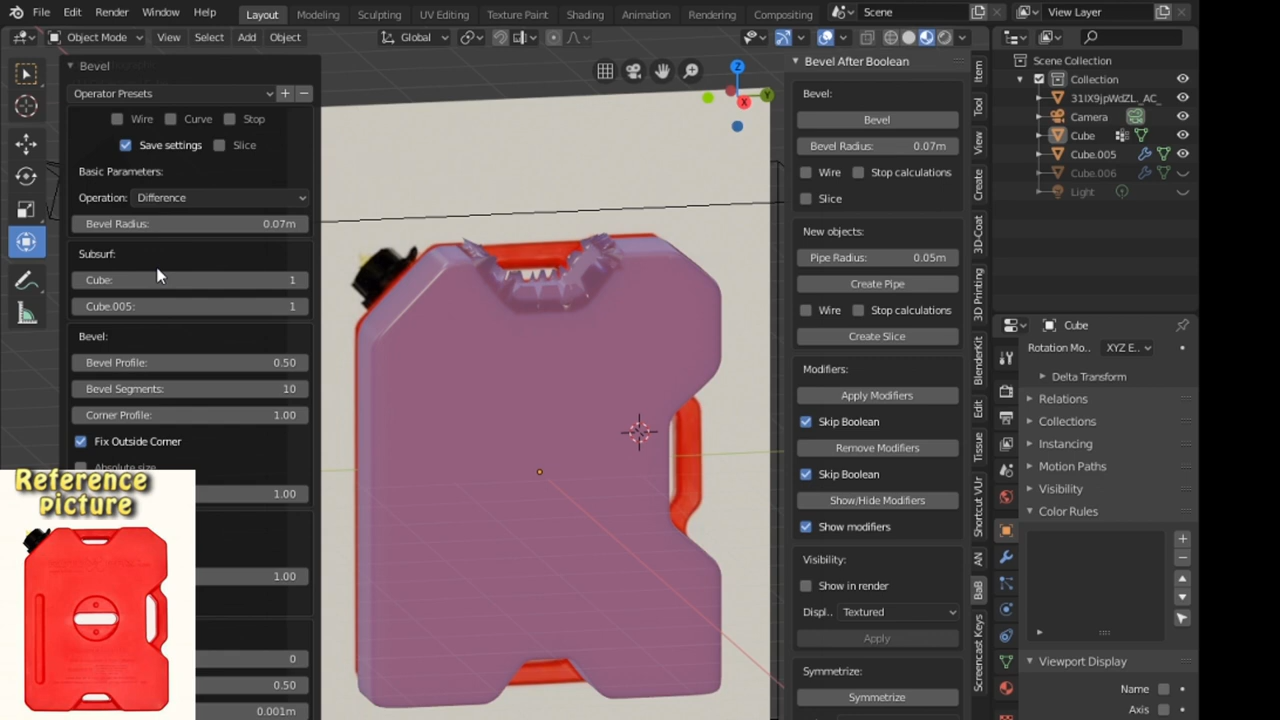 File Edit Render Window Help Layout Modeling Sculpting UV Editing Texture Paint Shading Animation Rendering Compositing Scene View Layer
Object Mode View Select Add Object Global
Bevel
Operator Presets
Wire Curve Stop
Save settings Slice
Basic Parameters:
Operation: Difference
Bevel Radius: 0.07m
Subsurf:
Cube: 1
Cube.005: 1
Bevel:
Bevel Profile: 0.50
Bevel Segments: 10
Corner Profile: 1.00
Fix Outside Corner
Absolute size
1.00
1.00
0
0.50
0.001m
Reference
picture
Z
X
Y
Bevel After Boolean
Bevel:
Bevel
Bevel Radius: 0.07m
Wire Stop calculations
Slice
New objects:
Pipe Radius: 0.05m
Create Pipe
Wire Stop calculations
Create Slice
Modifiers:
Apply Modifiers
Skip Boolean
Remove Modifiers
Skip Boolean
Show/Hide Modifiers
Show modifiers
Visibility:
Show in render
Displ.. Textured
Apply
Symmetrize:
Symmetrize
Item
Tool
View
Create
3D-Coat
3D Printing
BlenderKit
Edit
Tissue
Shortcut VUr
AN
BaB
Screencast Keys
Scene Collection
Collection
31IX9jpWdZL_AC_
Camera
Cube
Cube.005
Cube.006
Light
Cube
Rotation Mo.. XYZ E..
Delta Transform
Relations
Collections
Instancing
Motion Paths
Visibility
Color Rules
Viewport Display
Name
Axis